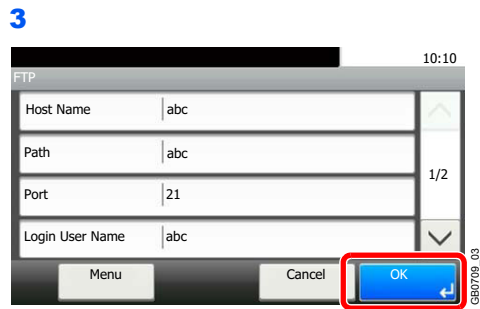 3
10:10
FTP
Host Name abc
Path abc
1/2
Port 21
Login User Name abc
Menu Cancel OK
GB0709_03